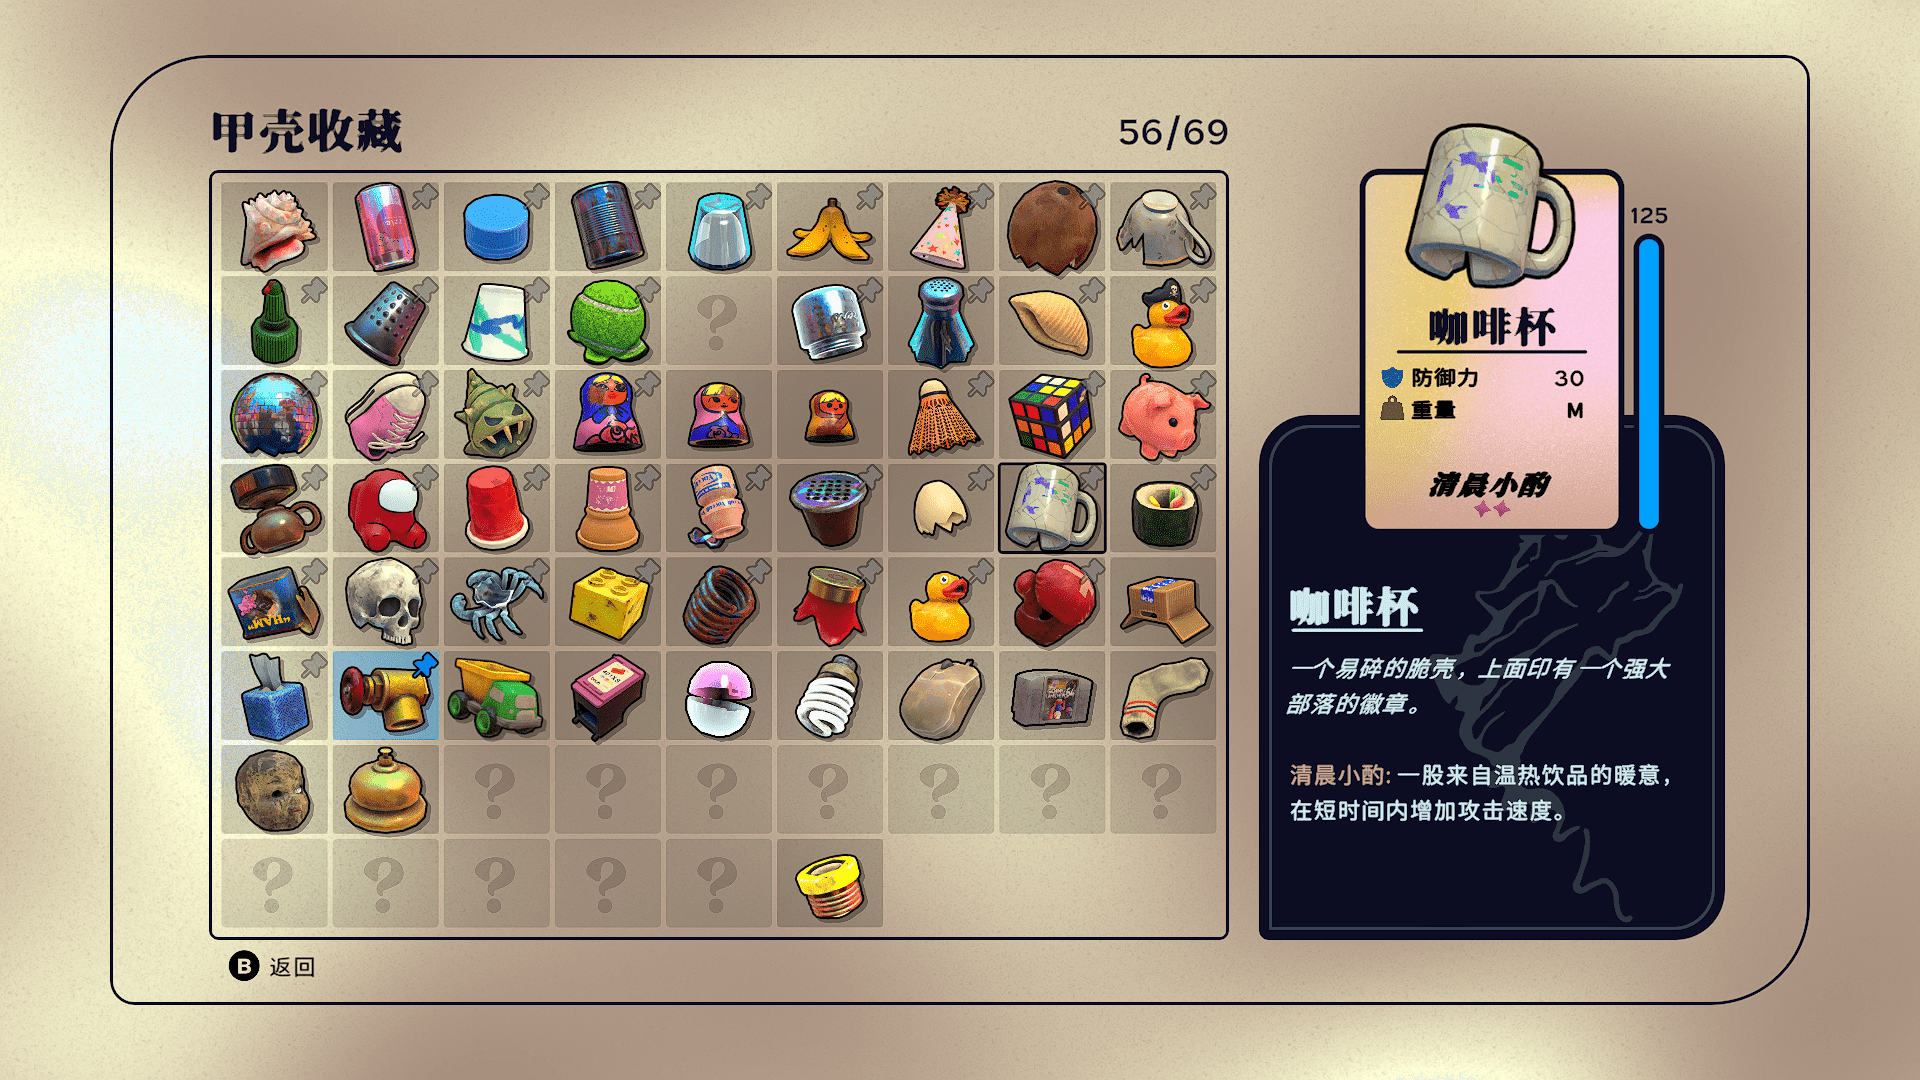 甲壳收藏
56/69
125
咖啡杯
防御力 30
重量 M
清晨小酌
咖啡杯
一个易碎的脆壳，上面印有一个强大
部落的徽章。
清晨小酌: 一股来自温热饮品的暖意，
在短时间内增加攻击速度。
"HAM"
B 返回